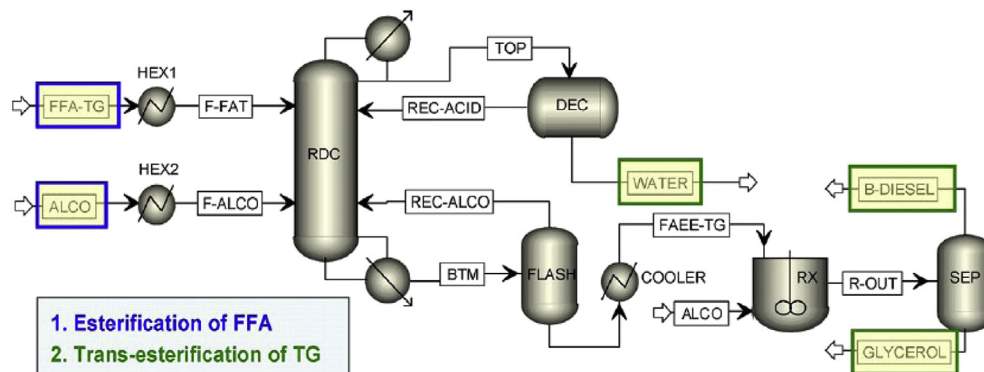 TOP
HEX1
FFA-TG
F-FAT
REC-ACID
DEC
RDC
HEX2
WATER
B-DIESEL
ALCO
F-ALCO
REC-ALCO
FAEE-TG
BTM
FLASH
COOLER
RX
R-OUT
SEP
ALCO
1. Esterification of FFA
2. Trans-esterification of TG
GLYCEROL